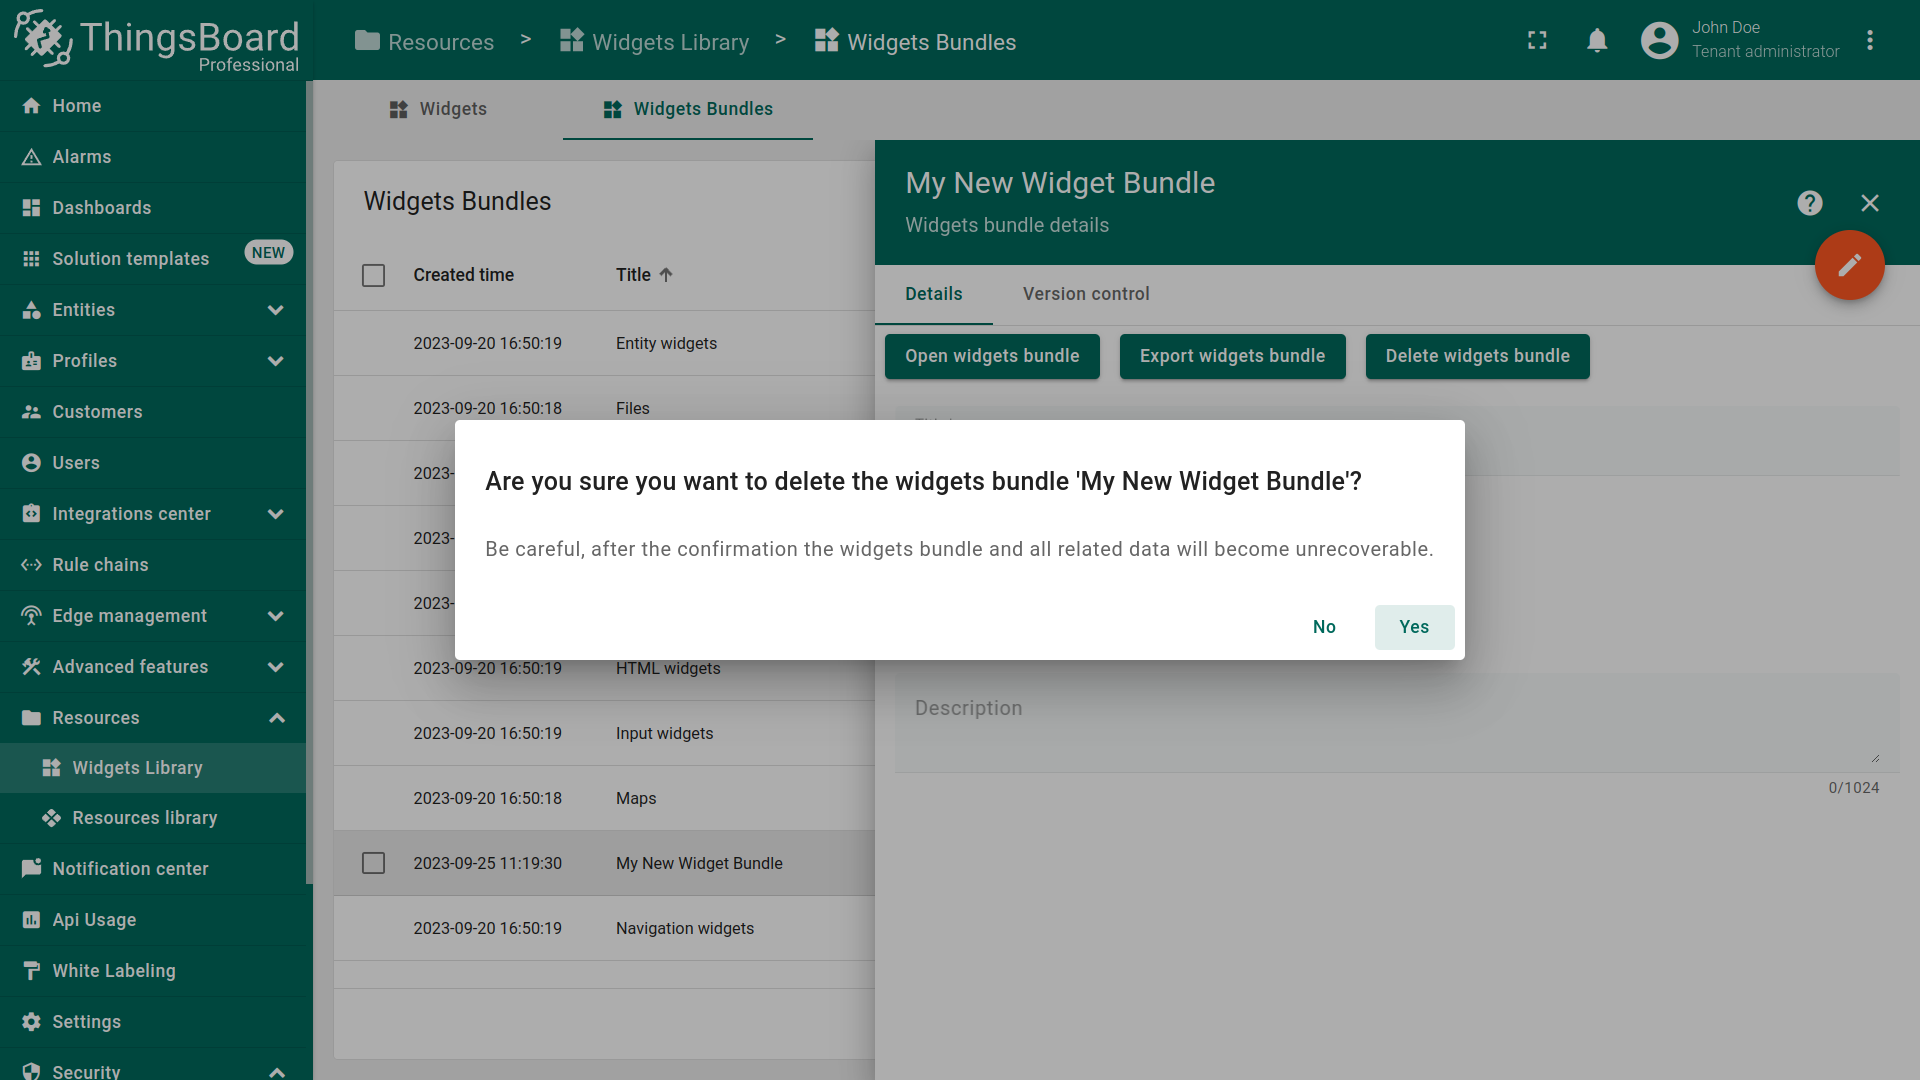 ThingsBoard
Professional
Resources > Widgets Library > Widgets Bundles
John Doe
Tenant administrator
Home
Alarms
Dashboards
Solution templates NEW
Entities
Profiles
Customers
Users
Integrations center
Rule chains
Edge management
Advanced features
Resources
Widgets Library
Resources library
Notification center
Api Usage
White Labeling
Settings
Security
Widgets
Widgets Bundles
Widgets Bundles
Created time Title
2023-09-20 16:50:19 Entity widgets
2023-09-20 16:50:18 Files
2023-
2023-
2023-
2023-09-20 16:50:19 HTML widgets
2023-09-20 16:50:19 Input widgets
2023-09-20 16:50:18 Maps
2023-09-25 11:19:30 My New Widget Bundle
2023-09-20 16:50:19 Navigation widgets
My New Widget Bundle
Widgets bundle details
Details Version control
Open widgets bundle Export widgets bundle Delete widgets bundle
Description
0/1024
Are you sure you want to delete the widgets bundle 'My New Widget Bundle'?
Be careful, after the confirmation the widgets bundle and all related data will become unrecoverable.
No Yes